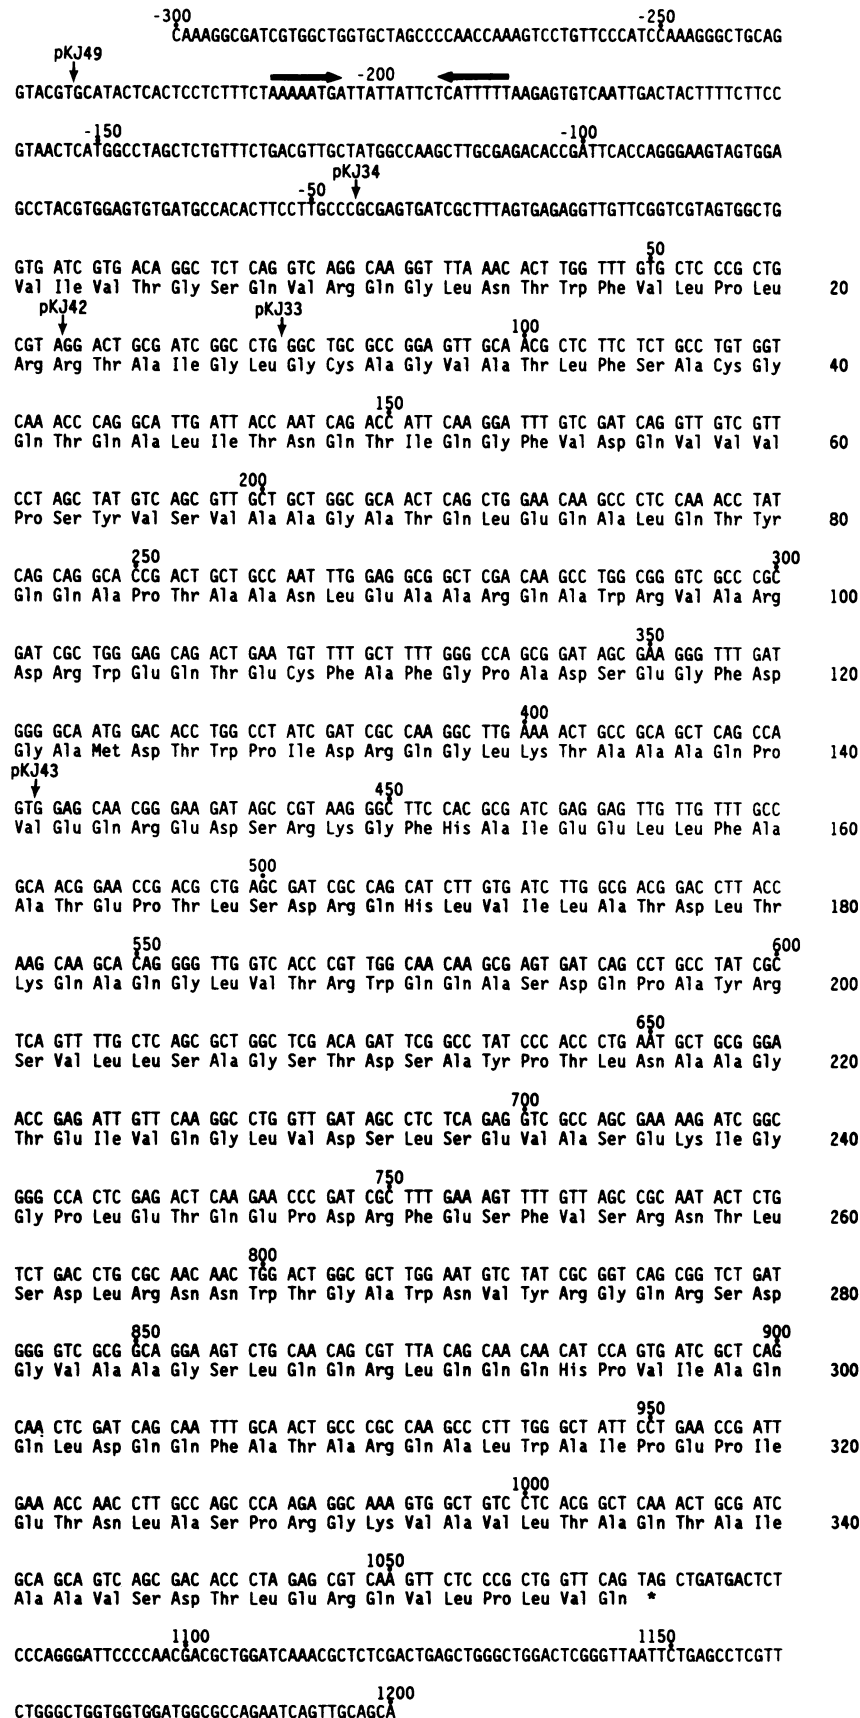 -300 -250
CAAAGGCGATCGTGGCTGGTGCTAGCCCCAACCAAAGTCCTGTTCCCATCCAAAGGGCTGCAG
pKJ49
-200
GTACGTGCATACTCACTCCTCTTTCTAAAAATGATTATTATTCTCATTTTTAAGAGTGTCAATTGACTACTTTTCTTCC
-150 -100
GTAACTCATGGCCTAGCTCTGTTTCTGACGTTGCTATGGCCAAGCTTGCGAGACACCGATTCACCAGGGAAGTAGTGGA
pKJ34
-50
GCCTACGTGGAGTGTGATGCCACACTTCCTTGCCCGCGAGTGATCGCTTTAGTGAGAGGTTGTTCGGTCGTAGTGGCTG
50
GTG ATC GTG ACA GGC TCT CAG GTC AGG CAA GGT TTA AAC ACT TGG TTT GTG CTC CCG CTG
Val Ile Val Thr Gly Ser Gln Val Arg Gln Gly Leu Asn Thr Trp Phe Val Leu Pro Leu 20
pKJ42 pKJ33
100
CGT AGG ACT GCG ATC GGC CTG GGC TGC GCC GGA GTT GCA ACG CTC TTC TCT GCC TGT GGT
Arg Arg Thr Ala Ile Gly Leu Gly Cys Ala Gly Val Ala Thr Leu Phe Ser Ala Cys Gly 40
150
CAA ACC CAG GCA TTG ATT ACC AAT CAG ACC ATT CAA GGA TTT GTC GAT CAG GTT GTC GTT
Gln Thr Gln Ala Leu Ile Thr Asn Gln Thr Ile Gln Gly Phe Val Asp Gln Val Val Val 60
200
CCT AGC TAT GTC AGC GTT GCT GCT GGC GCA ACT CAG CTG GAA CAA GCC CTC CAA ACC TAT
Pro Ser Tyr Val Ser Val Ala Ala Gly Ala Thr Gln Leu Glu Gln Ala Leu Gln Thr Tyr 80
250 300
CAG CAG GCA CCG ACT GCT GCC AAT TTG GAG GCG GCT CGA CAA GCC TGG CGG GTC GCC CGC
Gln Gln Ala Pro Thr Ala Ala Asn Leu Glu Ala Ala Arg Gln Ala Trp Arg Val Ala Arg 100
350
GAT CGC TGG GAG CAG ACT GAA TGT TTT GCT TTT GGG CCA GCG GAT AGC GAA GGG TTT GAT
Asp Arg Trp Glu Gln Thr Glu Cys Phe Ala Phe Gly Pro Ala Asp Ser Glu Gly Phe Asp 120
400
GGG GCA ATG GAC ACC TGG CCT ATC GAT CGC CAA GGC TTG AAA ACT GCC GCA GCT CAG CCA
Gly Ala Met Asp Thr Trp Pro Ile Asp Arg Gln Gly Leu Lys Thr Ala Ala Ala Gln Pro 140
pKJ43
450
GTG GAG CAA CGG GAA GAT AGC CGT AAG GGC TTC CAC GCG ATC GAG GAG TTG TTG TTT GCC
Val Glu Gln Arg Glu Asp Ser Arg Lys Gly Phe His Ala Ile Glu Glu Leu Leu Phe Ala 160
500
GCA ACG GAA CCG ACG CTG AGC GAT CGC CAG CAT CTT GTG ATC TTG GCG ACG GAC CTT ACC
Ala Thr Glu Pro Thr Leu Ser Asp Arg Gln His Leu Val Ile Leu Ala Thr Asp Leu Thr 180
550 600
AAG CAA GCA CAG GGG TTG GTC ACC CGT TGG CAA CAA GCG AGT GAT CAG CCT GCC TAT CGC
Lys Gln Ala Gln Gly Leu Val Thr Arg Trp Gln Gln Ala Ser Asp Gln Pro Ala Tyr Arg 200
650
TCA GTT TTG CTC AGC GCT GGC TCG ACA GAT TCG GCC TAT CCC ACC CTG AAT GCT GCG GGA
Ser Val Leu Leu Ser Ala Gly Ser Thr Asp Ser Ala Tyr Pro Thr Leu Asn Ala Ala Gly 220
700
ACC GAG ATT GTT CAA GGC CTG GTT GAT AGC CTC TCA GAG GTC GCC AGC GAA AAG ATC GGC
Thr Glu Ile Val Gln Gly Leu Val Asp Ser Leu Ser Glu Val Ala Ser Glu Lys Ile Gly 240
750
GGG CCA CTC GAG ACT CAA GAA CCC GAT CGC TTT GAA AGT TTT GTT AGC CGC AAT ACT CTG
Gly Pro Leu Glu Thr Gln Glu Pro Asp Arg Phe Glu Ser Phe Val Ser Arg Asn Thr Leu 260
800
TCT GAC CTG CGC AAC AAC TGG ACT GGC GCT TGG AAT GTC TAT CGC GGT CAG CGG TCT GAT
Ser Asp Leu Arg Asn Asn Trp Thr Gly Ala Trp Asn Val Tyr Arg Gly Gln Arg Ser Asp 280
850 900
GGG GTC GCG GCA GGA AGT CTG CAA CAG CGT TTA CAG CAA CAA CAT CCA GTG ATC GCT CAG
Gly Val Ala Ala Gly Ser Leu Gln Gln Arg Leu Gln Gln Gln His Pro Val Ile Ala Gln 300
950
CAA CTC GAT CAG CAA TTT GCA ACT GCC CGC CAA GCC CTT TGG GCT ATT CCT GAA CCG ATT
Gln Leu Asp Gln Gln Phe Ala Thr Ala Arg Gln Ala Leu Trp Ala Ile Pro Glu Pro Ile 320
1000
GAA ACC AAC CTT GCC AGC CCA AGA GGC AAA GTG GCT GTC CTC ACG GCT CAA ACT GCG ATC
Glu Thr Asn Leu Ala Ser Pro Arg Gly Lys Val Ala Val Leu Thr Ala Gln Thr Ala Ile 340
1050
GCA GCA GTC AGC GAC ACC CTA GAG CGT CAA GTT CTC CCG CTG GTT CAG TAG CTGATGACTCT
Ala Ala Val Ser Asp Thr Leu Glu Arg Gln Val Leu Pro Leu Val Gln *
1100 1150
CCCAGGGATTCCCCAACGACGCTGGATCAAACGCTCTCGACTGAGCTGGGCTGGACTCGGGTTAATTCTGAGCCTCGTT
1200
CTGGGCTGGTGGTGGATGGCGCCAGAATCAGTTGCAGCA